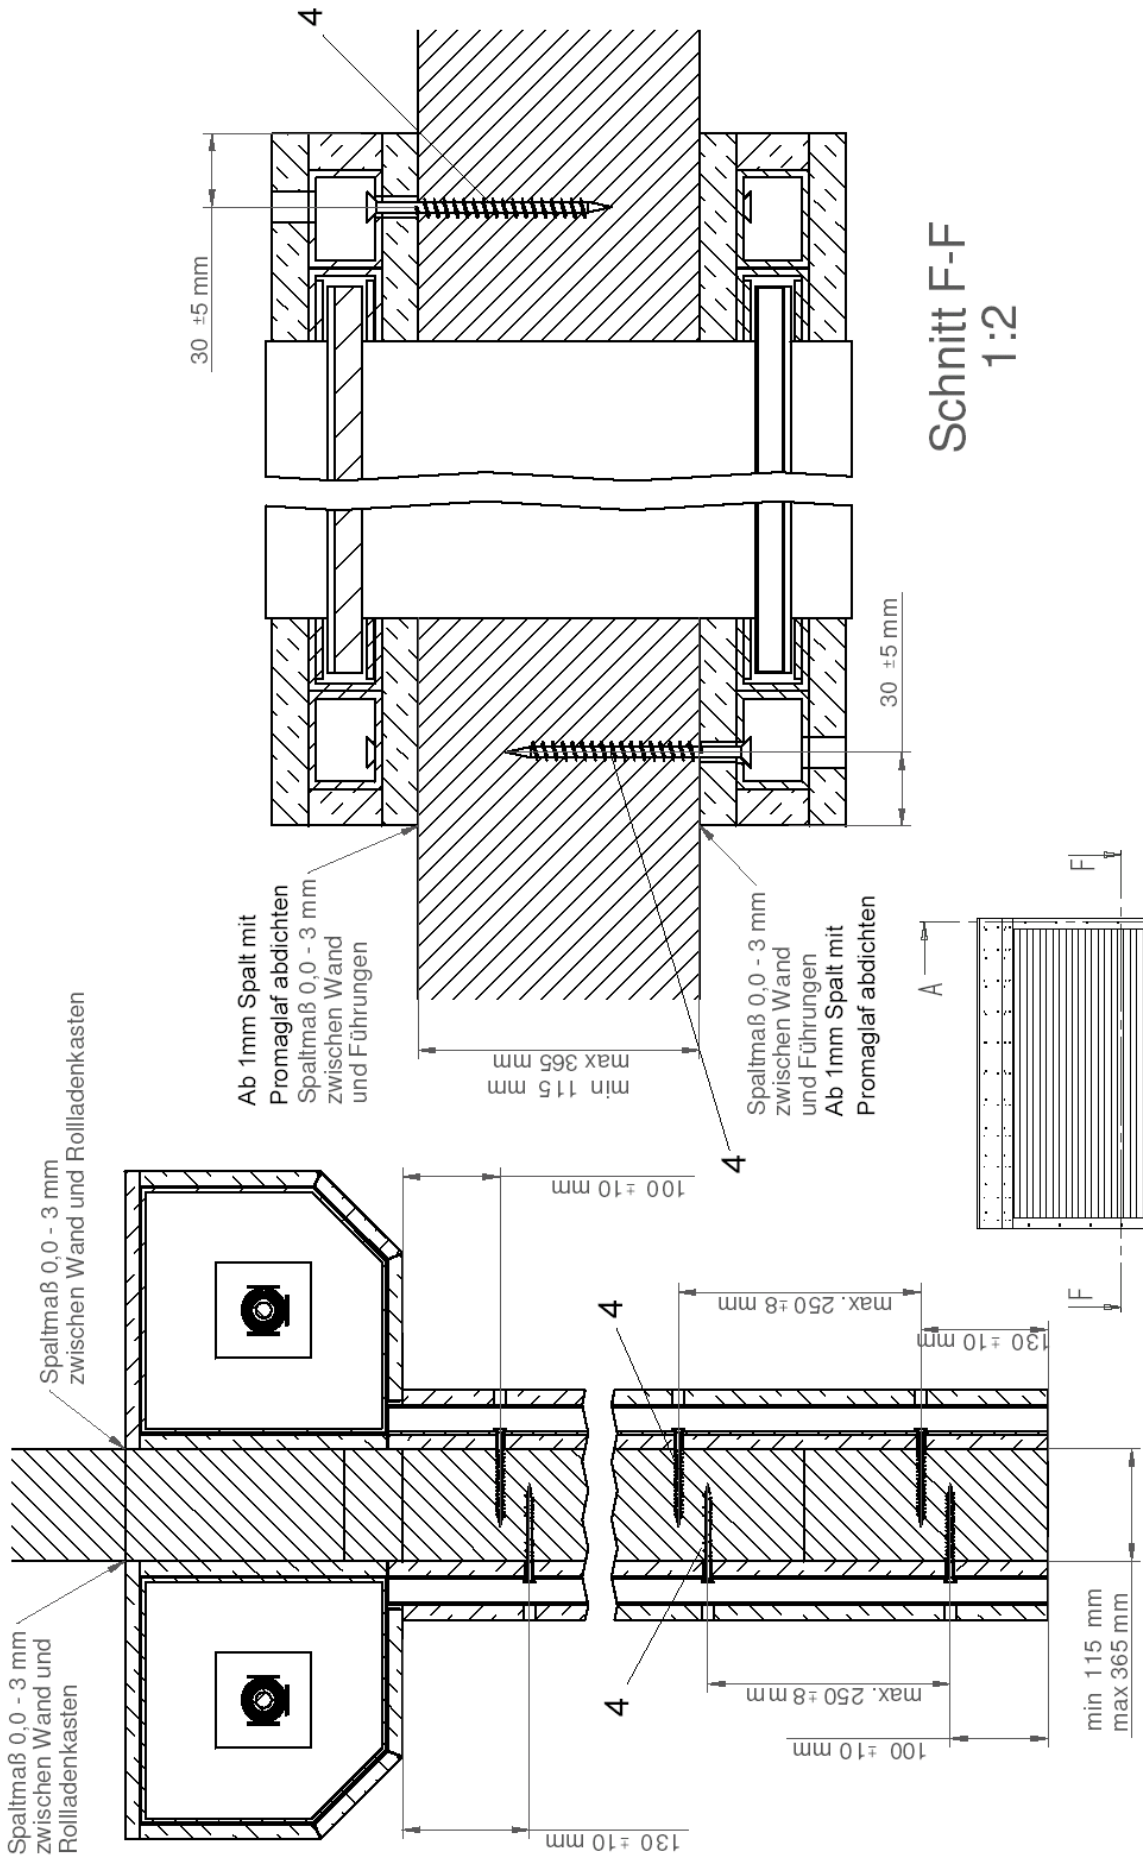 4
30 ±5 mm
Schnitt F-F
1:2
30 ±5 mm
Ab 1mm Spalt mit
Promaglaf abdichten
Spaltmaß 0,0 - 3 mm
zwischen Wand
und Führungen
min 115 mm
max 365 mm
Spaltmaß 0,0 - 3 mm
zwischen Wand
und Führungen
Ab 1mm Spalt mit
Promaglaf abdichten
4
A
F
F
Spaltmaß 0,0 - 3 mm
zwischen Wand und Rollladenkasten
Spaltmaß 0,0 - 3 mm
zwischen Wand und
Rollladenkasten
100 ±10 mm
max. 250 ±8 mm
130 ±10 mm
4
4
130 ±10 mm
max. 250 ±8 mm
100 ±10 mm
min 115 mm
max 365 mm